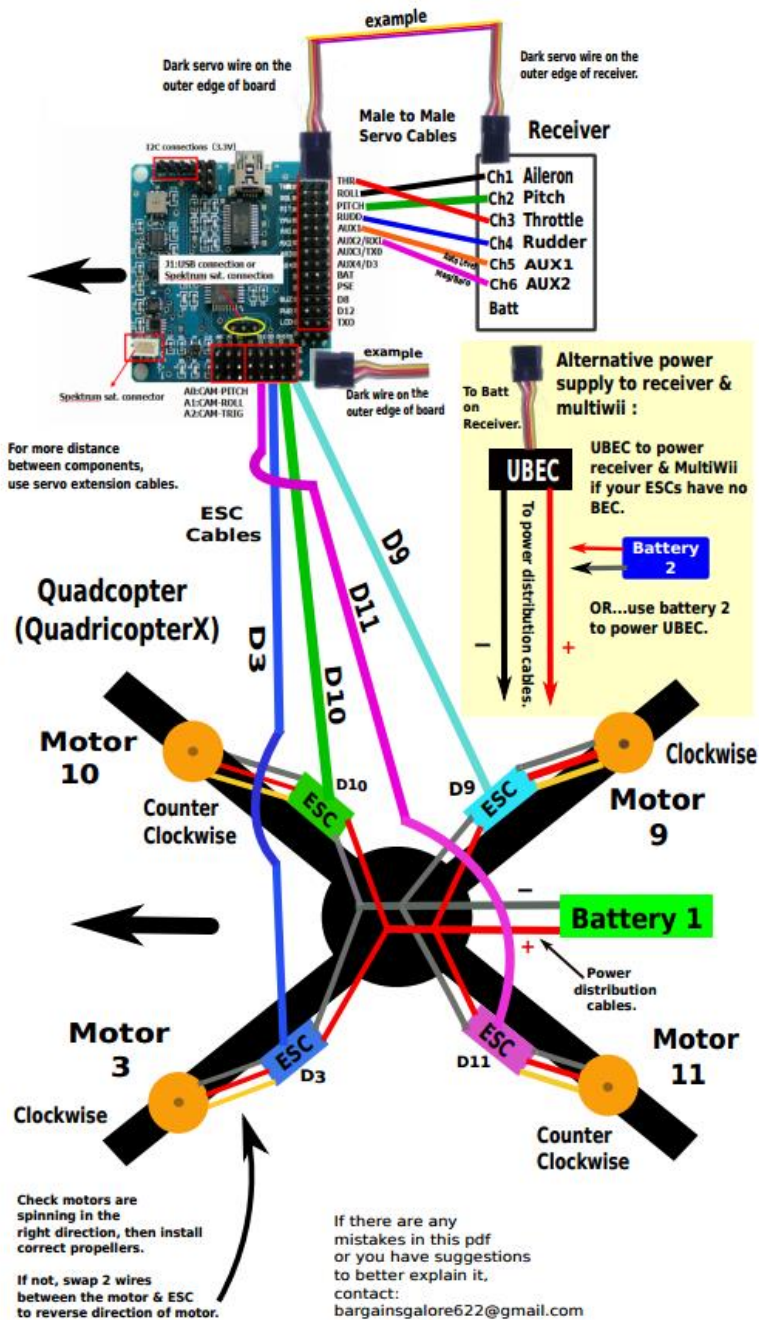 example
Dark servo wire on the
outer edge of board
Dark servo wire on the
outer edge of receiver.
Male to Male
Servo Cables
Receiver
I2C connections (3.3V)
J1:USB connection or
Spektrum sat. connection
Spektrum sat. connector
THR
ROLL
PITCH
RUDD
AUX1
AUX2/RXI
AUX3/TXD
AUX4/D3
BAT
PSE
D8
D12
TXO
Auto Level
Mag/Baro
Ch1 Aileron
Ch2 Pitch
Ch3 Throttle
Ch4 Rudder
Ch5 AUX1
Ch6 AUX2
Batt
A0:CAM-PITCH
A1:CAM-ROLL
A2:CAM-TRIG
example
Dark wire on the
outer edge of board
For more distance
between components,
use servo extension cables.
Alternative power
supply to receiver &
multiwii :
To Batt
on
Receiver.
UBEC
UBEC to power
receiver & MultiWii
if your ESCs have no
BEC.
To power distribution cables.
Battery
2
OR...use battery 2
to power UBEC.
−
+
ESC
Cables
D3
D10
D11
D9
Quadcopter
(QuadricopterX)
Motor
10
Counter
Clockwise
ESC
D10
D9
ESC
Clockwise
Motor
9
−
Battery 1
+
Power
distribution
cables.
Motor
3
Clockwise
ESC
D3
ESC
D11
Motor
11
Counter
Clockwise
Check motors are
spinning in the
right direction, then install
correct propellers.
If not, swap 2 wires
between the motor & ESC
to reverse direction of motor.
If there are any
mistakes in this pdf
or you have suggestions
to better explain it,
contact:
bargainsgalore622@gmail.com